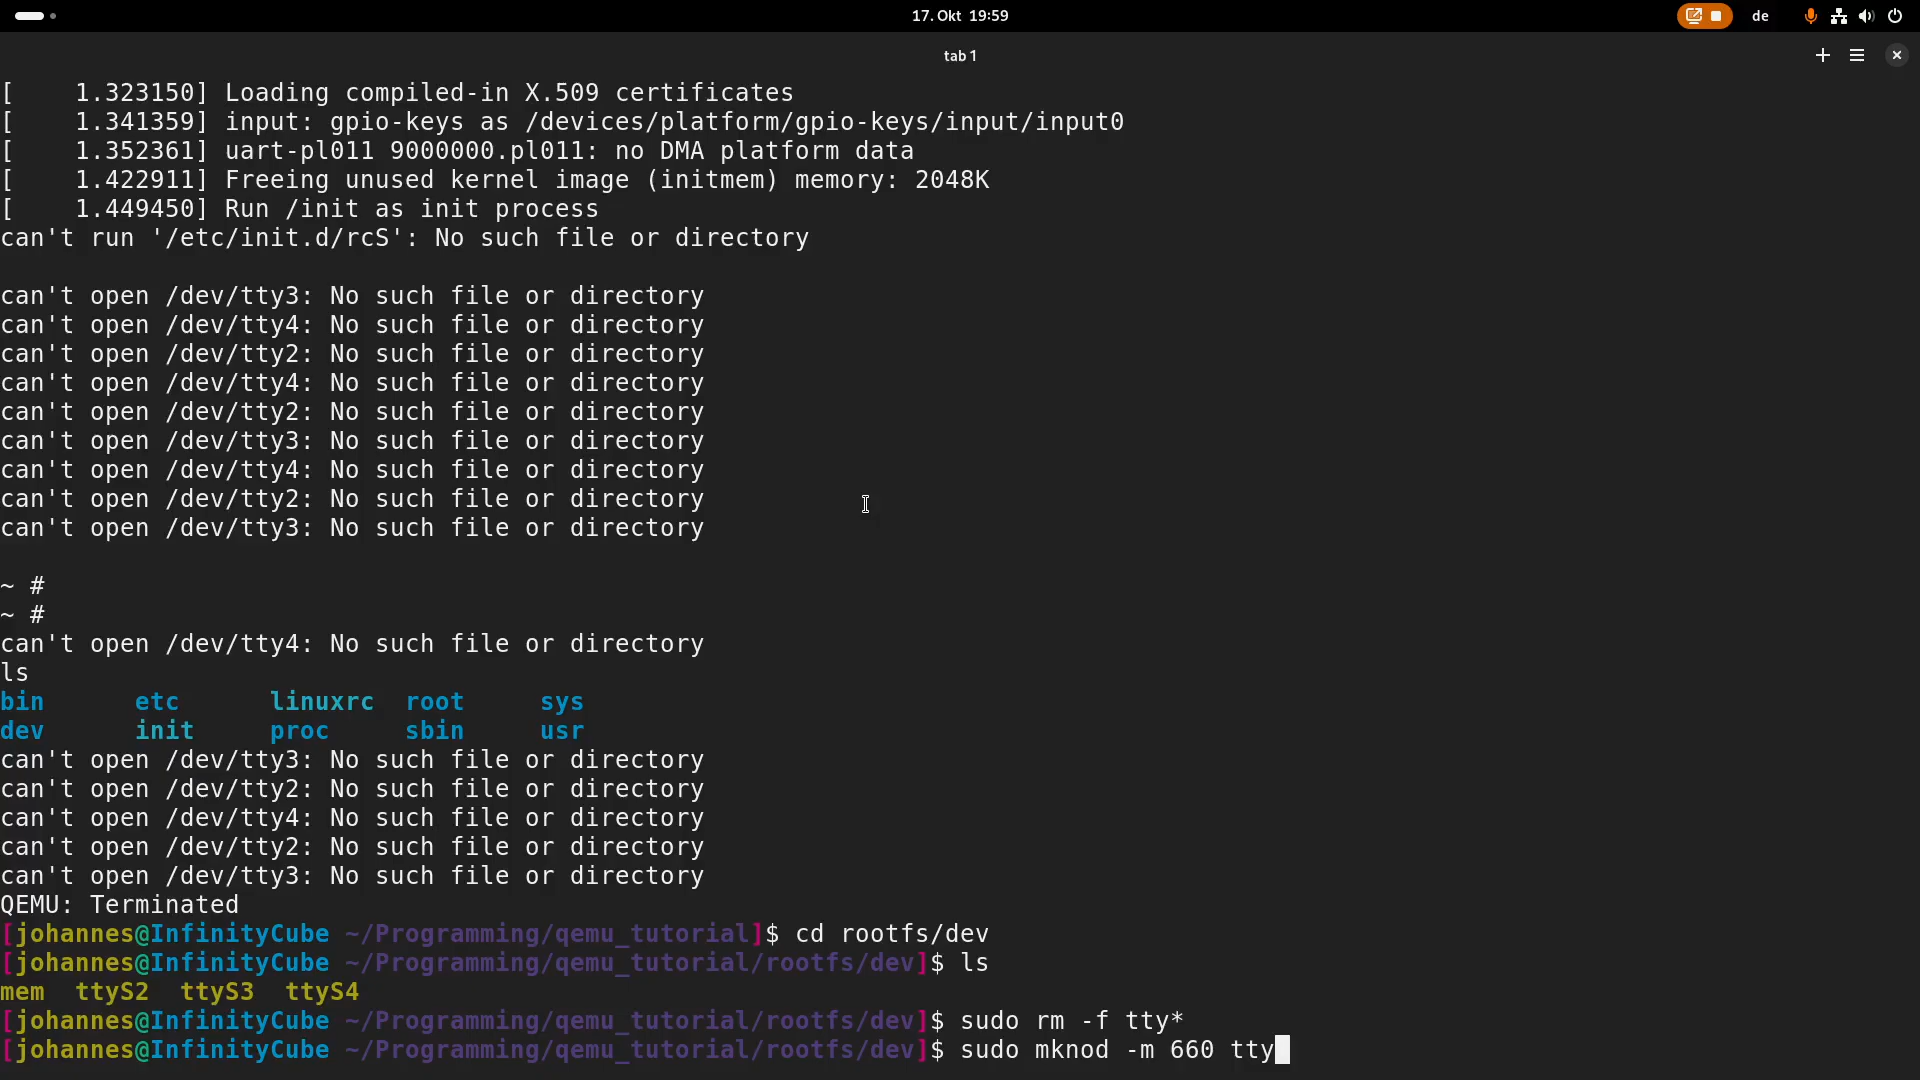 17. Okt 19:59
de
tab 1
[    1.323150] Loading compiled-in X.509 certificates
[    1.341359] input: gpio-keys as /devices/platform/gpio-keys/input/input0
[    1.352361] uart-pl011 9000000.pl011: no DMA platform data
[    1.422911] Freeing unused kernel image (initmem) memory: 2048K
[    1.449450] Run /init as init process
can't run '/etc/init.d/rcS': No such file or directory
can't open /dev/tty3: No such file or directory
can't open /dev/tty4: No such file or directory
can't open /dev/tty2: No such file or directory
can't open /dev/tty4: No such file or directory
can't open /dev/tty2: No such file or directory
can't open /dev/tty3: No such file or directory
can't open /dev/tty4: No such file or directory
can't open /dev/tty2: No such file or directory
can't open /dev/tty3: No such file or directory
~ #
~ #
can't open /dev/tty4: No such file or directory
ls
bin      etc      linuxrc  root     sys
dev      init     proc     sbin     usr
can't open /dev/tty3: No such file or directory
can't open /dev/tty2: No such file or directory
can't open /dev/tty4: No such file or directory
can't open /dev/tty2: No such file or directory
can't open /dev/tty3: No such file or directory
QEMU: Terminated
[johannes@InfinityCube ~/Programming/qemu_tutorial]$ cd rootfs/dev
[johannes@InfinityCube ~/Programming/qemu_tutorial/rootfs/dev]$ ls
mem  ttyS2  ttyS3  ttyS4
[johannes@InfinityCube ~/Programming/qemu_tutorial/rootfs/dev]$ sudo rm -f tty*
[johannes@InfinityCube ~/Programming/qemu_tutorial/rootfs/dev]$ sudo mknod -m 660 tty